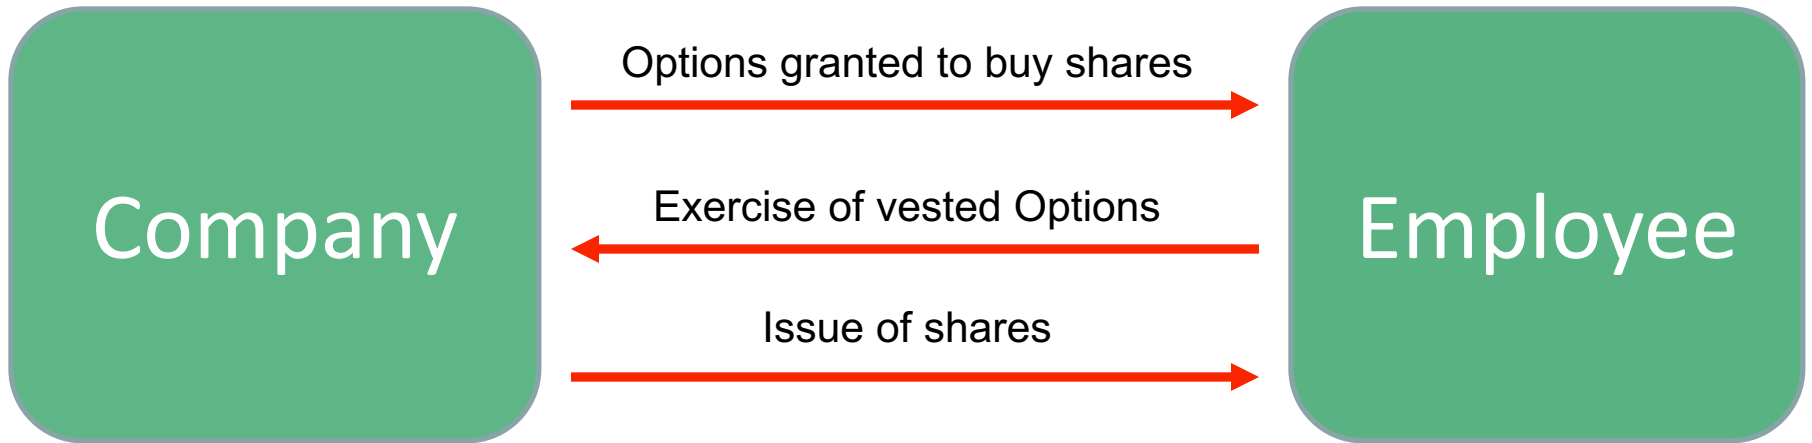 Options granted to buy shares
Company
Exercise of vested Options
Employee
Issue of shares